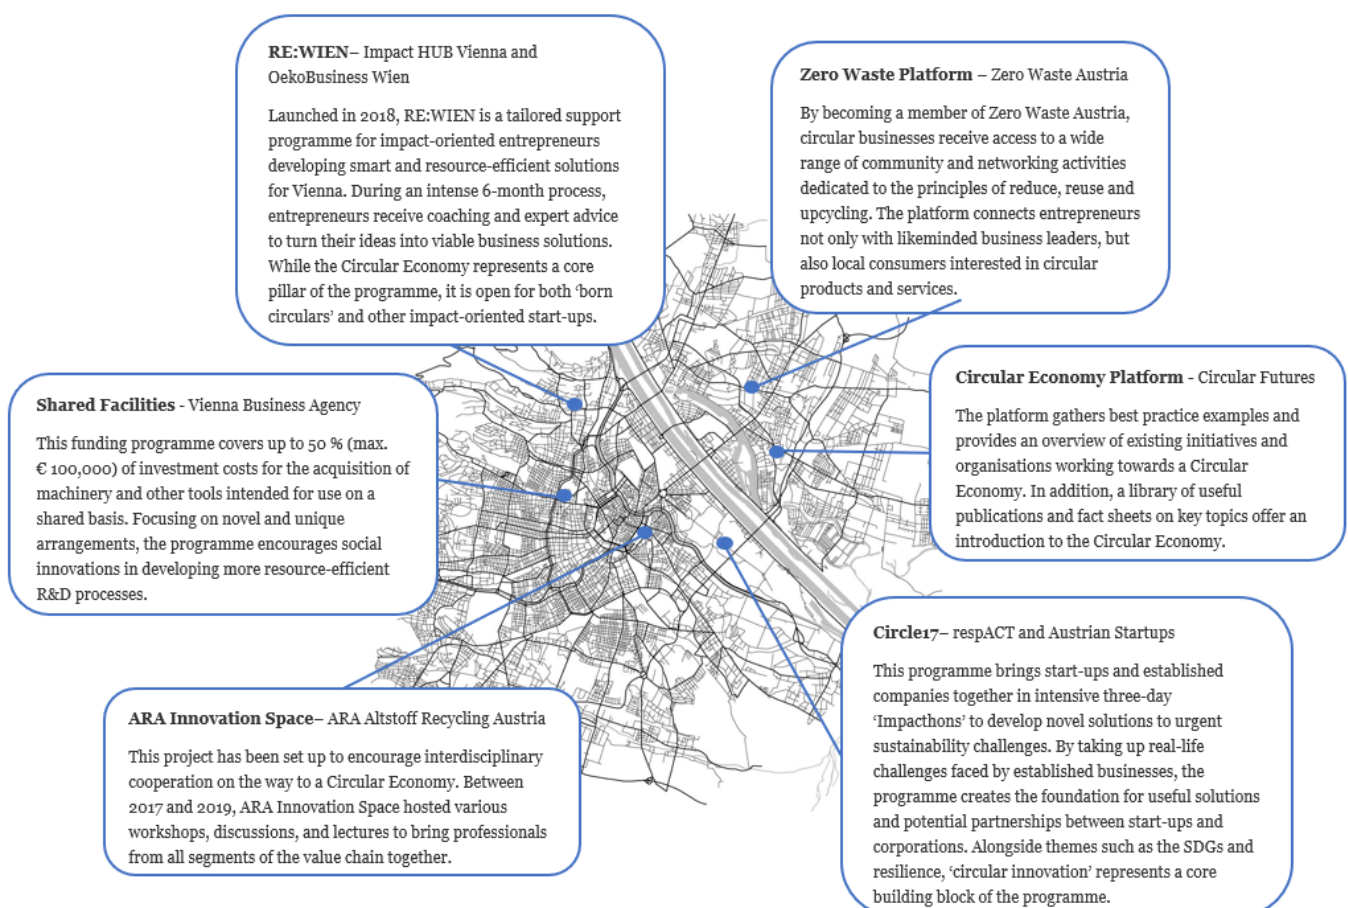 RE:WIEN– Impact HUB Vienna and
OekoBusiness Wien
Launched in 2018, RE:WIEN is a tailored support
programme for impact-oriented entrepreneurs
developing smart and resource-efficient solutions
for Vienna. During an intense 6-month process,
entrepreneurs receive coaching and expert advice
to turn their ideas into viable business solutions.
While the Circular Economy represents a core
pillar of the programme, it is open for both ‘born
circulars’ and other impact-oriented start-ups.
Zero Waste Platform – Zero Waste Austria
By becoming a member of Zero Waste Austria,
circular businesses receive access to a wide
range of community and networking activities
dedicated to the principles of reduce, reuse and
upcycling. The platform connects entrepreneurs
not only with likeminded business leaders, but
also local consumers interested in circular
products and services.
Shared Facilities - Vienna Business Agency
This funding programme covers up to 50 % (max.
€ 100,000) of investment costs for the acquisition of
machinery and other tools intended for use on a
shared basis. Focusing on novel and unique
arrangements, the programme encourages social
innovations in developing more resource-efficient
R&D processes.
Circular Economy Platform - Circular Futures
The platform gathers best practice examples and
provides an overview of existing initiatives and
organisations working towards a Circular
Economy. In addition, a library of useful
publications and fact sheets on key topics offer an
introduction to the Circular Economy.
ARA Innovation Space– ARA Altstoff Recycling Austria
This project has been set up to encourage interdisciplinary
cooperation on the way to a Circular Economy. Between
2017 and 2019, ARA Innovation Space hosted various
workshops, discussions, and lectures to bring professionals
from all segments of the value chain together.
Circle17– respACT and Austrian Startups
This programme brings start-ups and established
companies together in intensive three-day
‘Impacthons’ to develop novel solutions to urgent
sustainability challenges. By taking up real-life
challenges faced by established businesses, the
programme creates the foundation for useful solutions
and potential partnerships between start-ups and
corporations. Alongside themes such as the SDGs and
resilience, ‘circular innovation’ represents a core
building block of the programme.